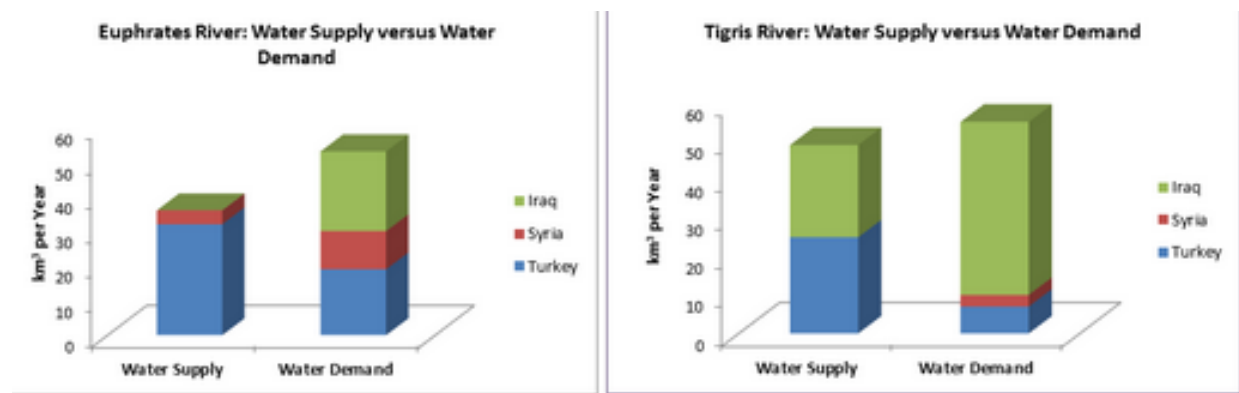 Euphrates River: Water Supply versus Water
Demand
60
50
40
30
20
10
0
km³ per Year
Water Supply
Water Demand
Iraq
Syria
Turkey
Tigris River: Water Supply versus Water Demand
60
50
40
30
20
10
0
km³ per Year
Water Supply
Water Demand
Iraq
Syria
Turkey